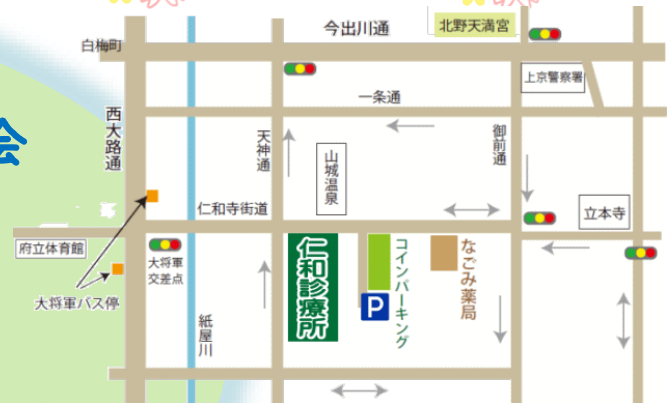 今出川通
北野天満宮
白梅町
上京警察署
一条通
西大路通
天神通
山城温泉
御前通
会
仁和寺街道
立本寺
府立体育館
大将軍
交差点
仁和診療所
コインパーキング
P
なごみ薬局
大将軍バス停
紙屋川